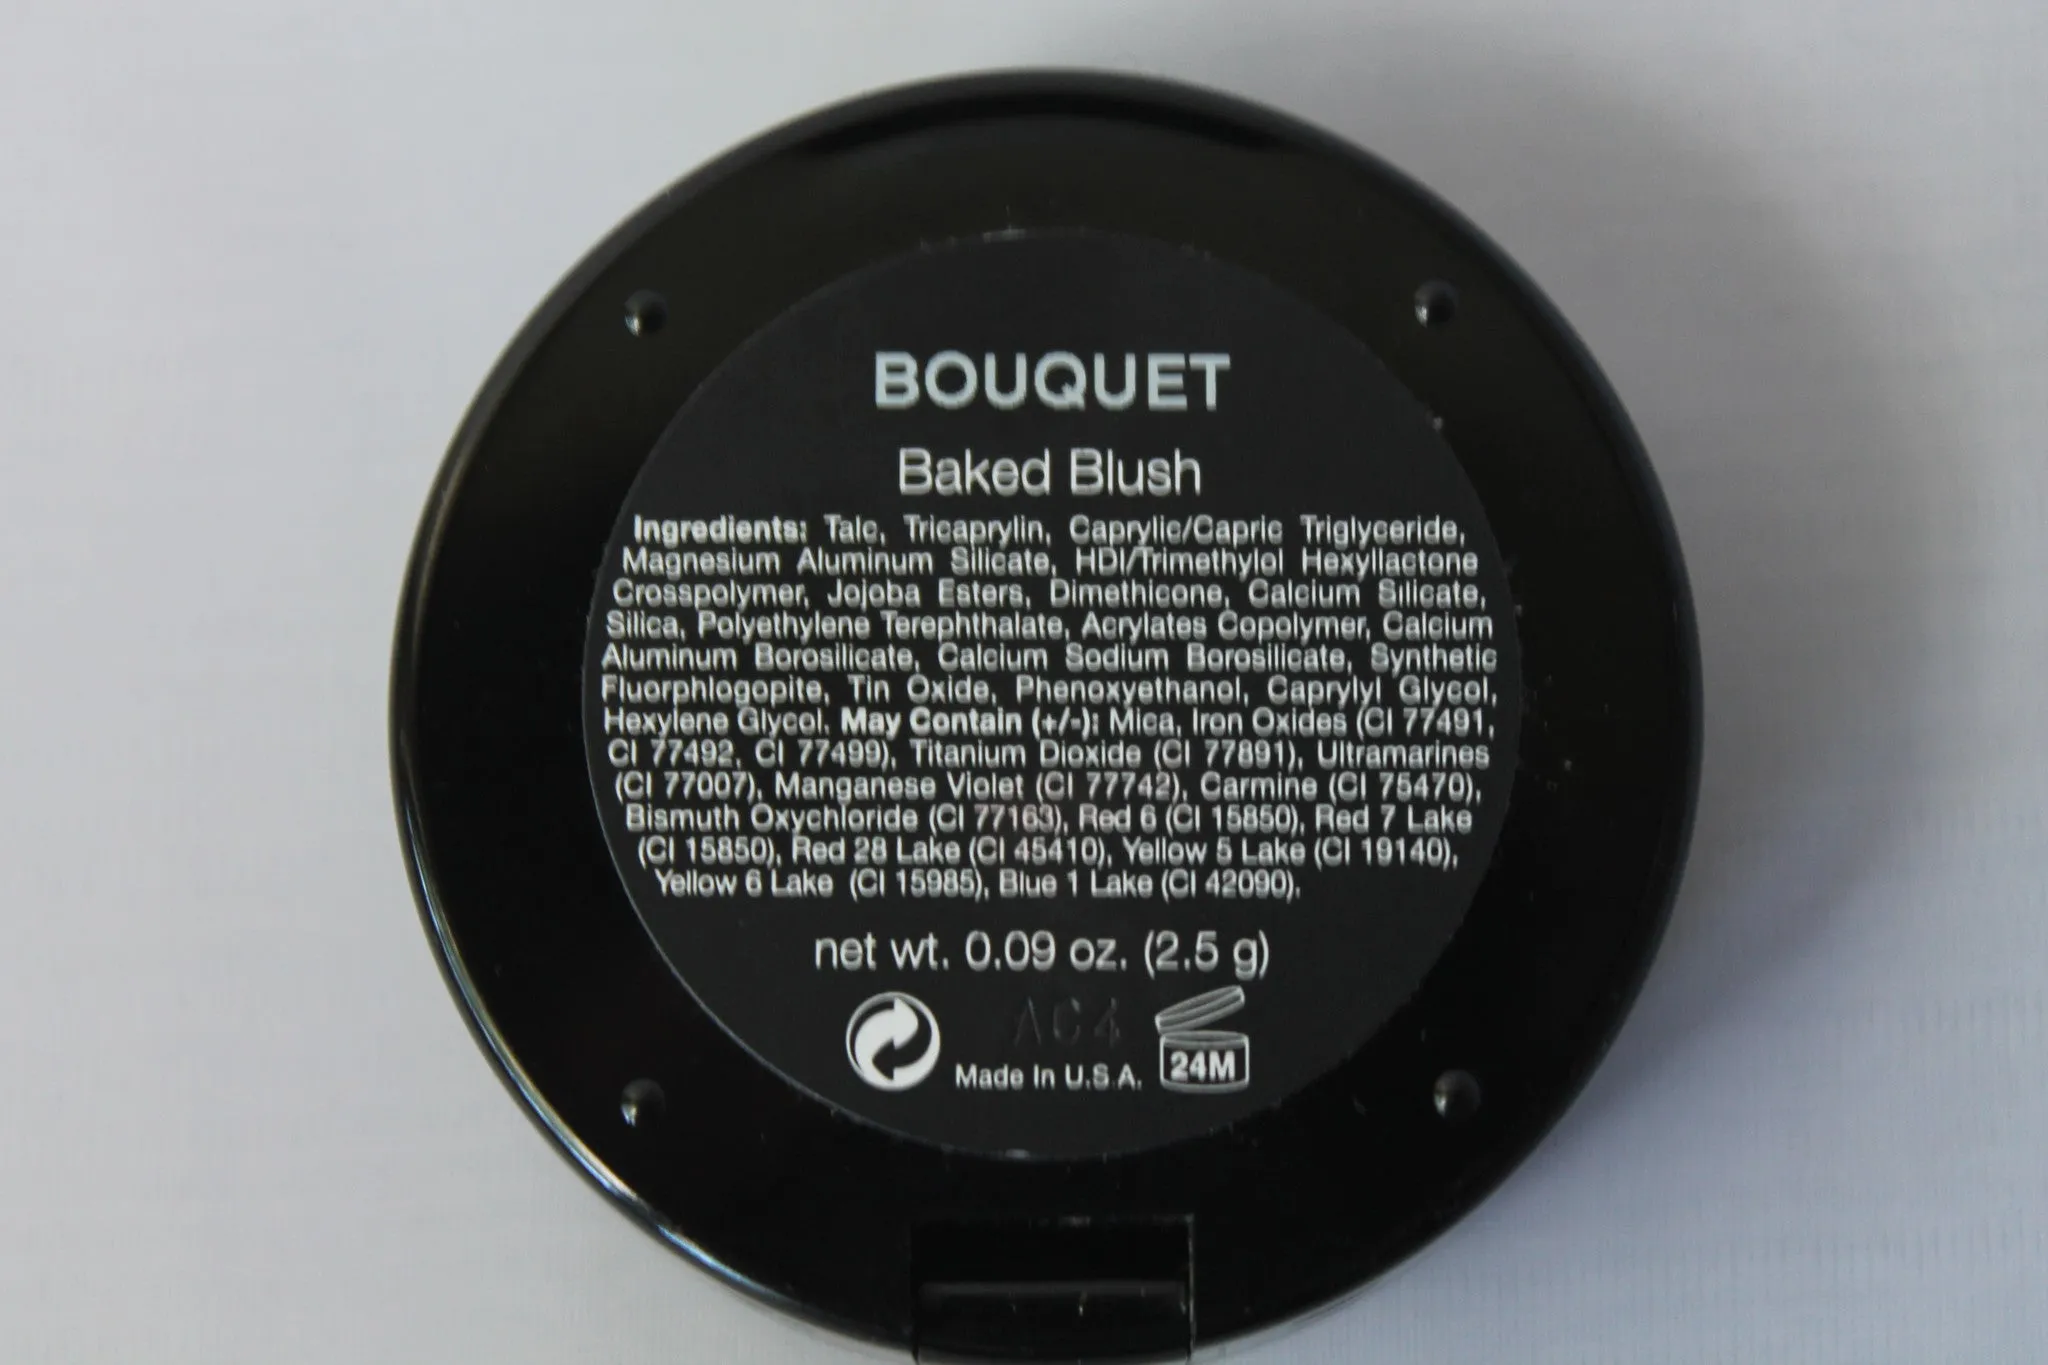 BOUQUET
Baked Blush
Ingredients: Talc, Tricaprylin, Caprylic/Capric Triglyceride,
Magnesium Aluminum Silicate, HDI/Trimethylol Hexyllactone
Crosspolymer, Jojoba Esters, Dimethicone, Calcium Silicate,
Silica, Polyethylene Terephthalate, Acrylates Copolymer, Calcium
Aluminum Borosilicate, Calcium Sodium Borosilicate, Synthetic
Fluorphlogopite, Tin Oxide, Phenoxyethanol, Caprylyl Glycol,
Hexylene Glycol. May Contain (+/-): Mica, Iron Oxides (CI 77491,
CI 77492, CI 77499), Titanium Dioxide (CI 77891), Ultramarines
(CI 77007), Manganese Violet (CI 77742), Carmine (CI 75470),
Bismuth Oxychloride (CI 77163), Red 6 (CI 15850), Red 7 Lake
(CI 15850), Red 28 Lake (CI 45410), Yellow 5 Lake (CI 19140),
Yellow 6 Lake (CI 15985), Blue 1 Lake (CI 42090).
net wt. 0.09 oz. (2.5 g)
AC4
Made In U.S.A.
24M